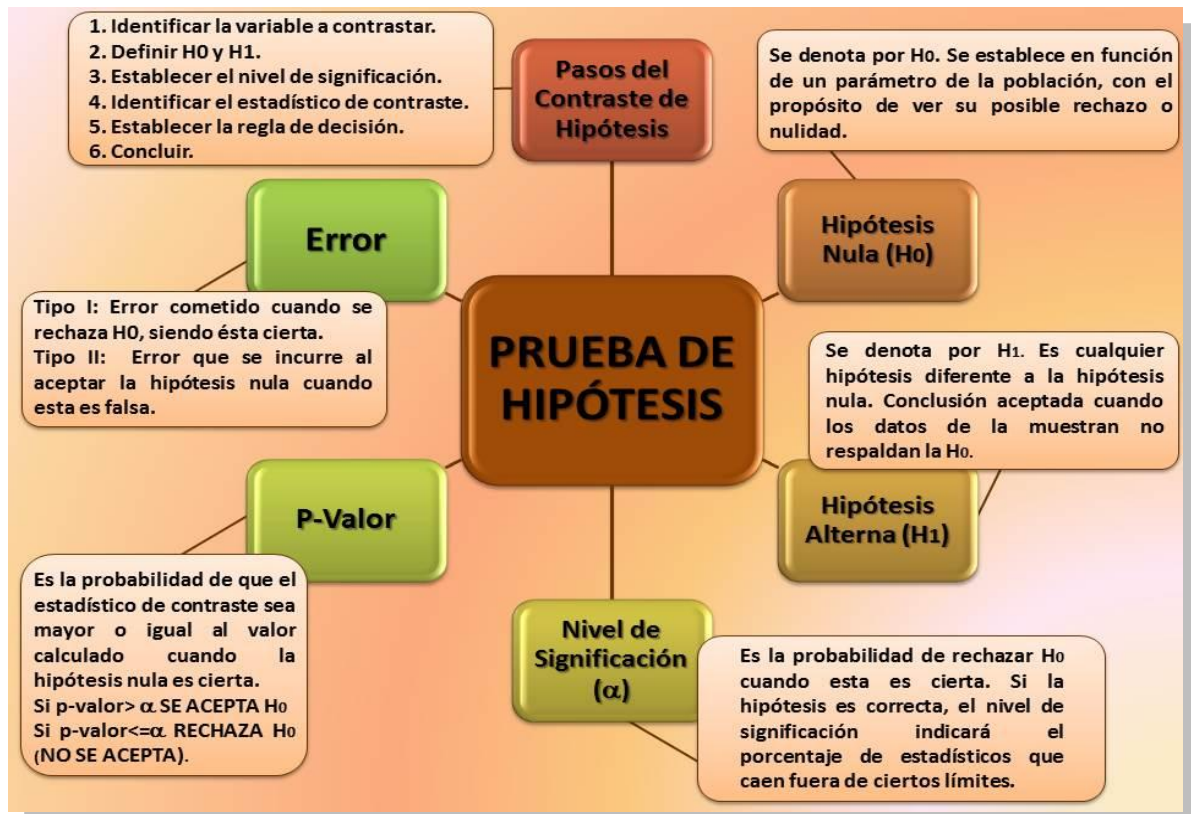 1. Identificar la variable a contrastar.
2. Definir H0 y H1.
3. Establecer el nivel de significación.
4. Identificar el estadístico de contraste.
5. Establecer la regla de decisión.
6. Concluir.
Pasos del
Contraste de
Hipótesis
Se denota por H0. Se establece en función
de un parámetro de la población, con el
propósito de ver su posible rechazo o
nulidad.
Error
Hipótesis
Nula (H0)
Tipo I: Error cometido cuando se
rechaza H0, siendo ésta cierta.
Tipo II: Error que se incurre al
aceptar la hipótesis nula cuando
esta es falsa.
PRUEBA DE
HIPÓTESIS
Se denota por H1. Es cualquier
hipótesis diferente a la hipótesis
nula. Conclusión aceptada cuando
los datos de la muestran no
respaldan la H0.
P-Valor
Hipótesis
Alterna (H1)
Es la probabilidad de que el
estadístico de contraste sea
mayor o igual al valor
calculado cuando la
hipótesis nula es cierta.
Si p-valor> α SE ACEPTA H0
Si p-valor<=α RECHAZA H0
(NO SE ACEPTA).
Nivel de
Significación
(α)
Es la probabilidad de rechazar H0
cuando esta es cierta. Si la
hipótesis es correcta, el nivel de
significación indicará el
porcentaje de estadísticos que
caen fuera de ciertos límites.